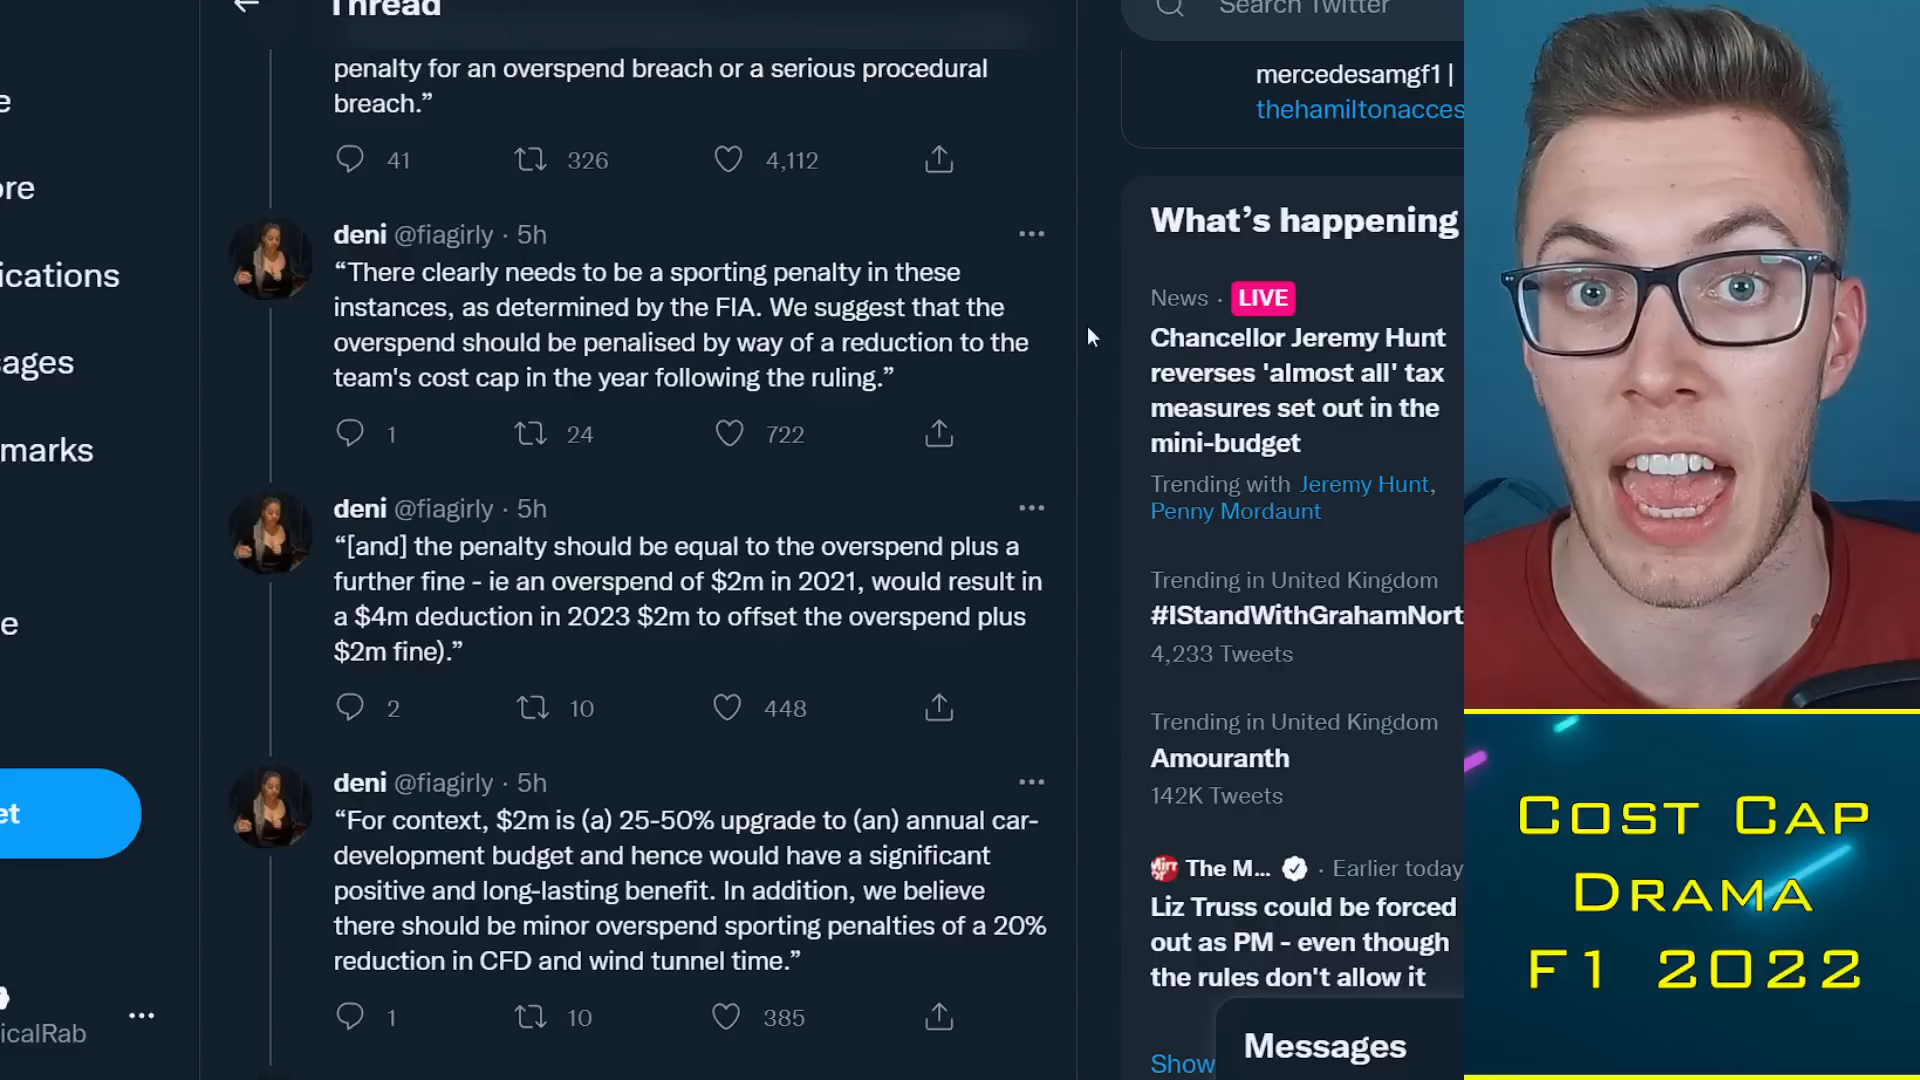 Thread
Search Twitter
penalty for an overspend breach or a serious procedural
breach.”
41 326 4,112
deni @fiagirly · 5h
“There clearly needs to be a sporting penalty in these
instances, as determined by the FIA. We suggest that the
overspend should be penalised by way of a reduction to the
team's cost cap in the year following the ruling.”
1 24 722
deni @fiagirly · 5h
“[and] the penalty should be equal to the overspend plus a
further fine - ie an overspend of $2m in 2021, would result in
a $4m deduction in 2023 $2m to offset the overspend plus
$2m fine).”
2 10 448
deni @fiagirly · 5h
“For context, $2m is (a) 25-50% upgrade to (an) annual car-
development budget and hence would have a significant
positive and long-lasting benefit. In addition, we believe
there should be minor overspend sporting penalties of a 20%
reduction in CFD and wind tunnel time.”
1 10 385
e
ore
ications
sages
marks
e
et
icalRab
mercedesamgf1 |
thehamiltonacces
What’s happening
News · LIVE
Chancellor Jeremy Hunt
reverses 'almost all' tax
measures set out in the
mini-budget
Trending with Jeremy Hunt,
Penny Mordaunt
Trending in United Kingdom
#IStandWithGrahamNort
4,233 Tweets
Trending in United Kingdom
Amouranth
142K Tweets
The M... · Earlier today
Liz Truss could be forced
out as PM - even though
the rules don't allow it
Show
Messages
Cost Cap
Drama
F1 2022